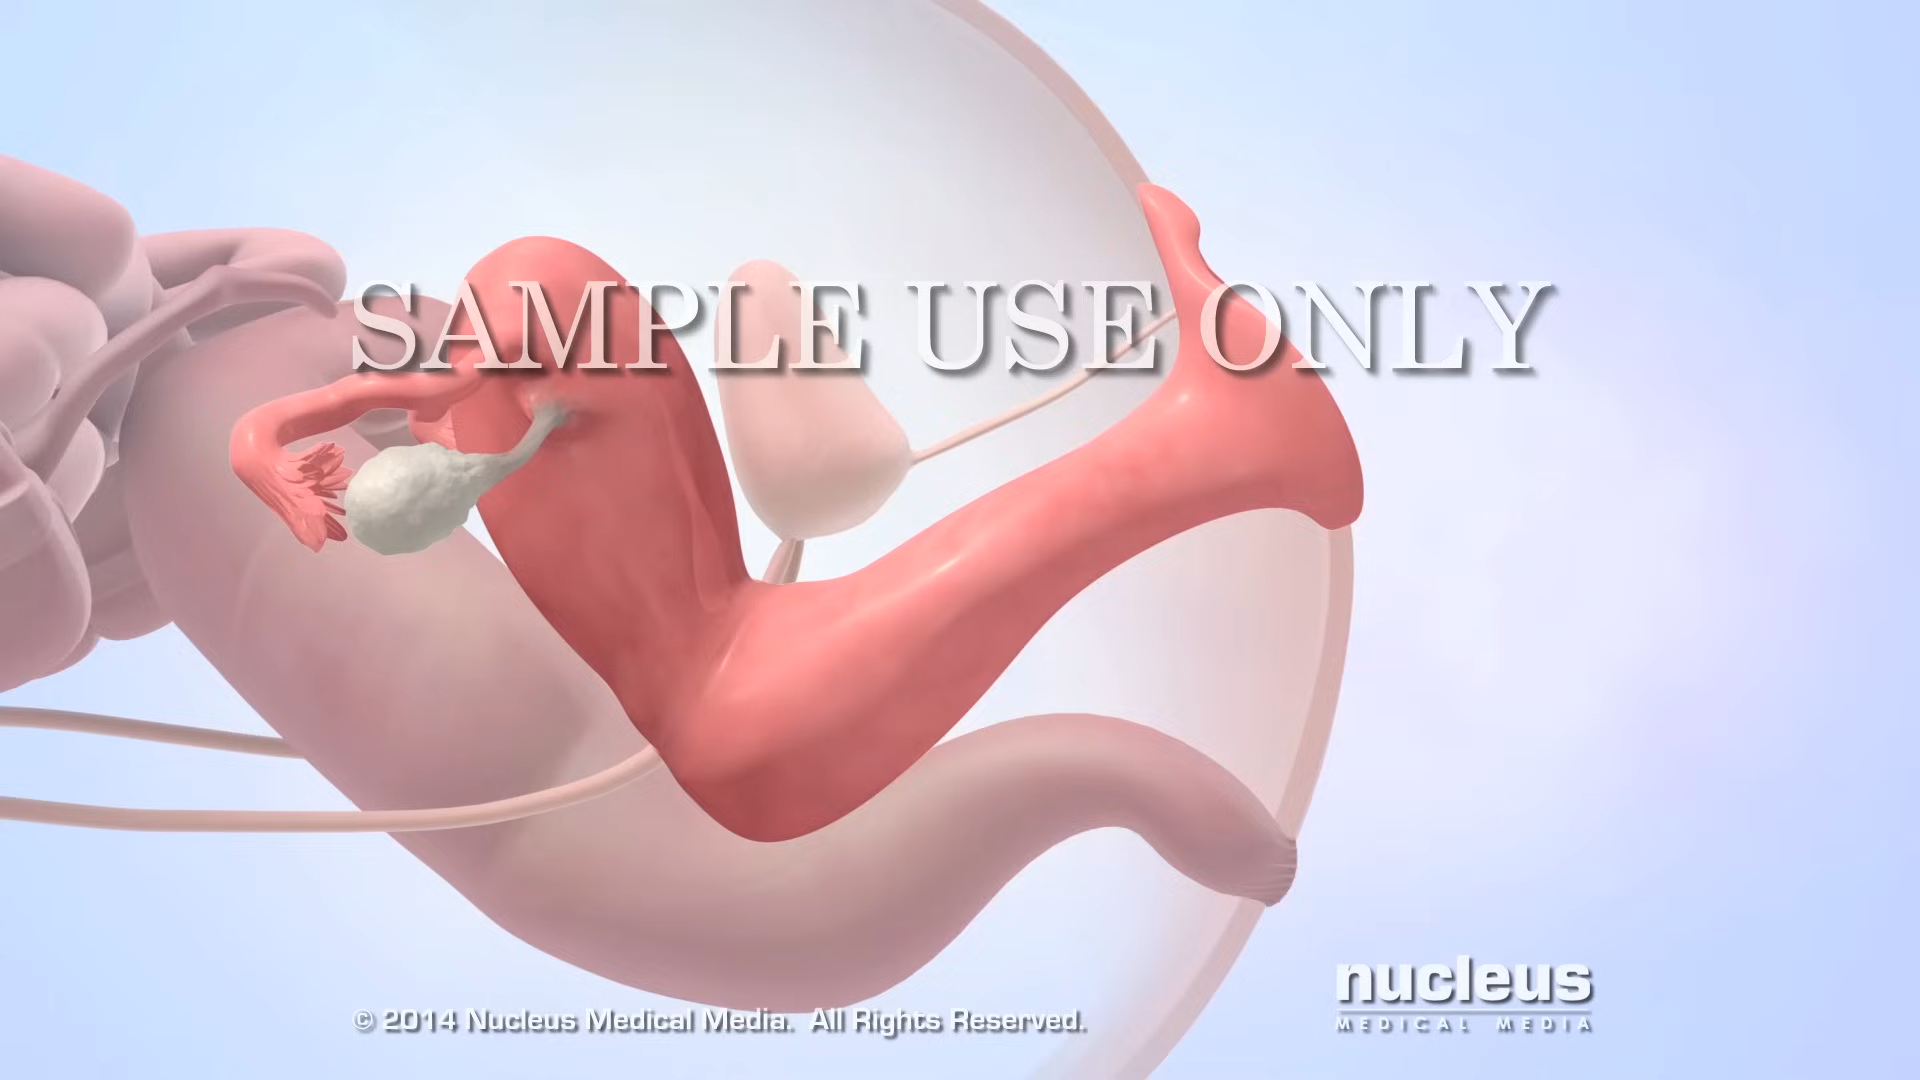 SAMPLE USE ONLY
nucleus
MEDICAL MEDIA
© 2014 Nucleus Medical Media. All Rights Reserved.